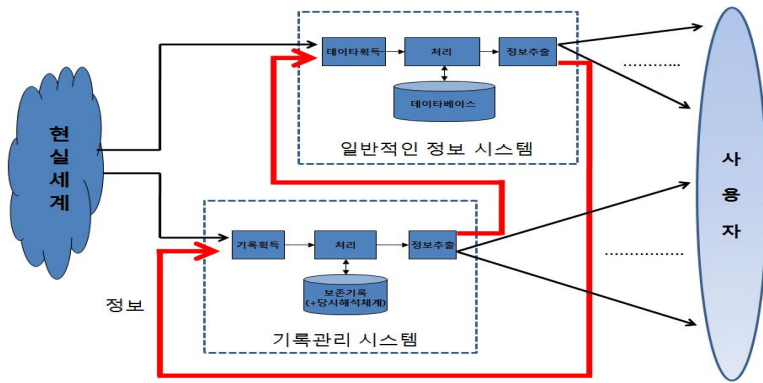 현실세계
데이타획득
처리
정보추출
데이타베이스
일반적인 정보 시스템
...........
사용자
기록획득
처리
정보추출
보존기록
(+당시해석체계)
기록관리 시스템
정보
...............